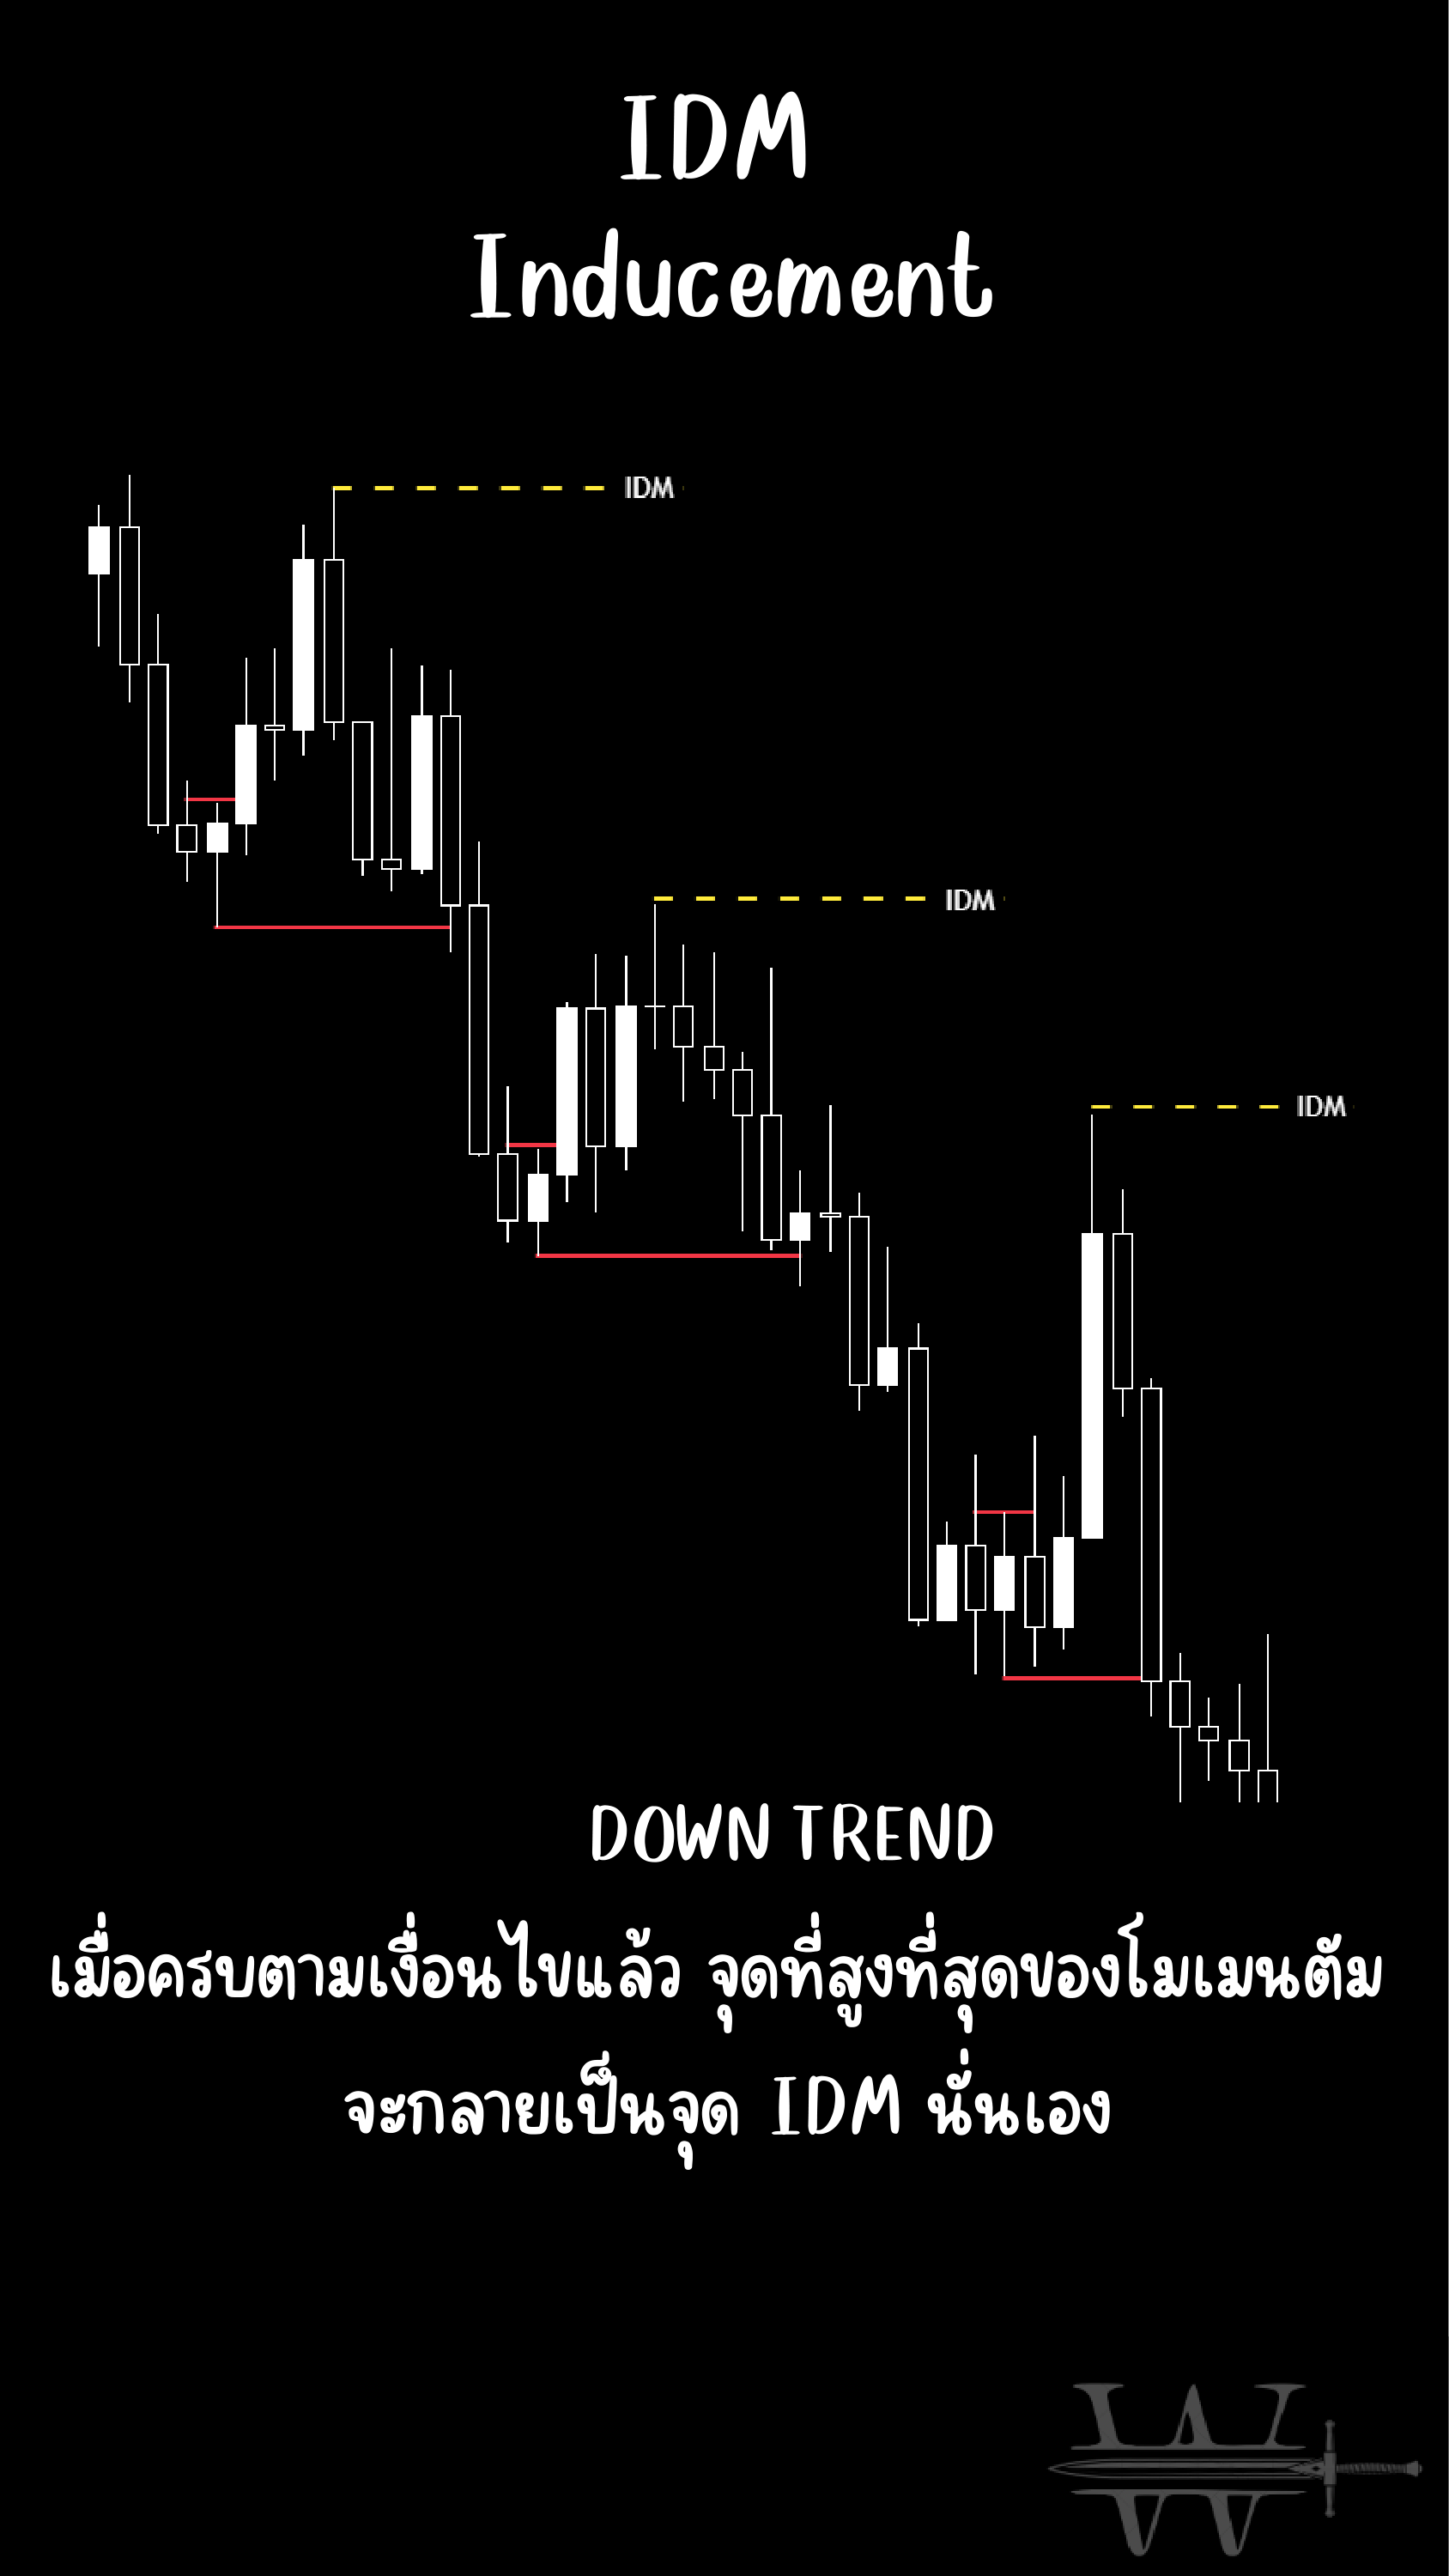 IDM
Inducement
IDM
IDM
IDM
DOWN TREND
เมื่อครบตามเงื่อนไขแล้ว จุดที่สูงที่สุดของโมเมนตัม
จะกลายเป็นจุด IDM นั่นเอง
W